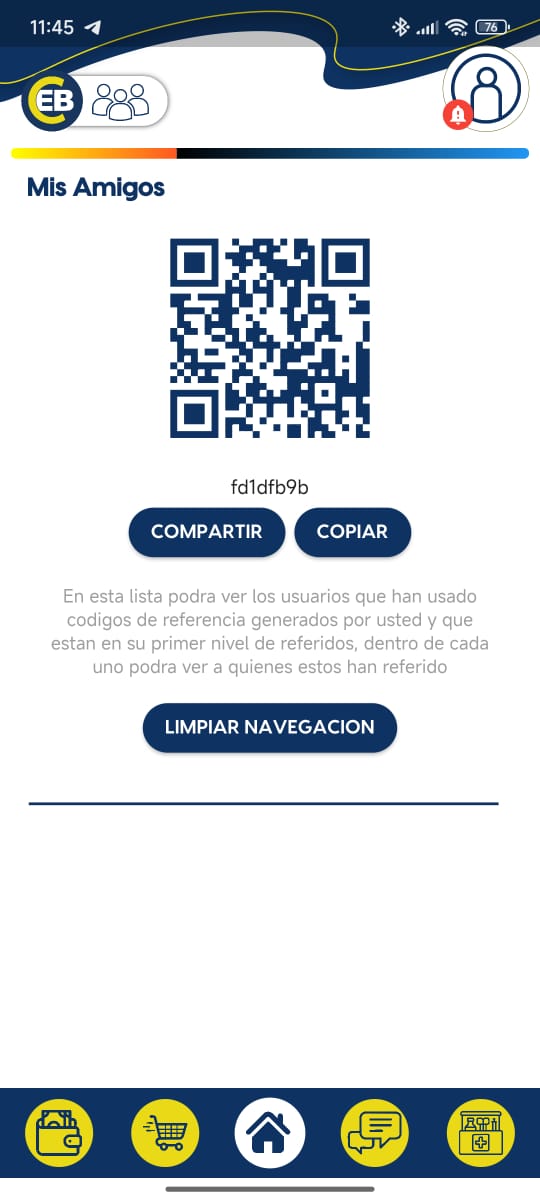 11:45
76
EB
Mis Amigos
fd1dfb9b
COMPARTIR
COPIAR
En esta lista podra ver los usuarios que han usado
codigos de referencia generados por usted y que
estan en su primer nivel de referidos, dentro de cada
uno podra ver a quienes estos han referido
LIMPIAR NAVEGACION